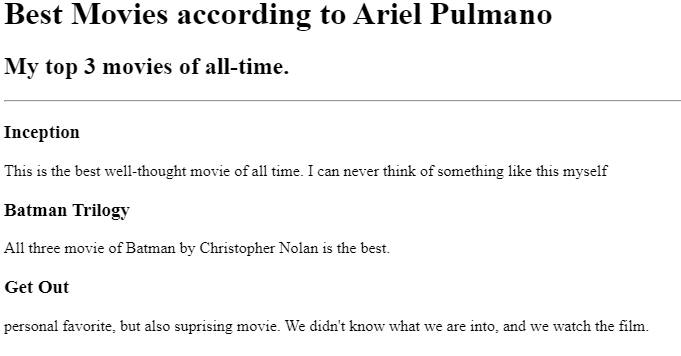 Best Movies according to Ariel Pulmano
My top 3 movies of all-time.
Inception
This is the best well-thought movie of all time. I can never think of something like this myself
Batman Trilogy
All three movie of Batman by Christopher Nolan is the best.
Get Out
personal favorite, but also suprising movie. We didn't know what we are into, and we watch the film.